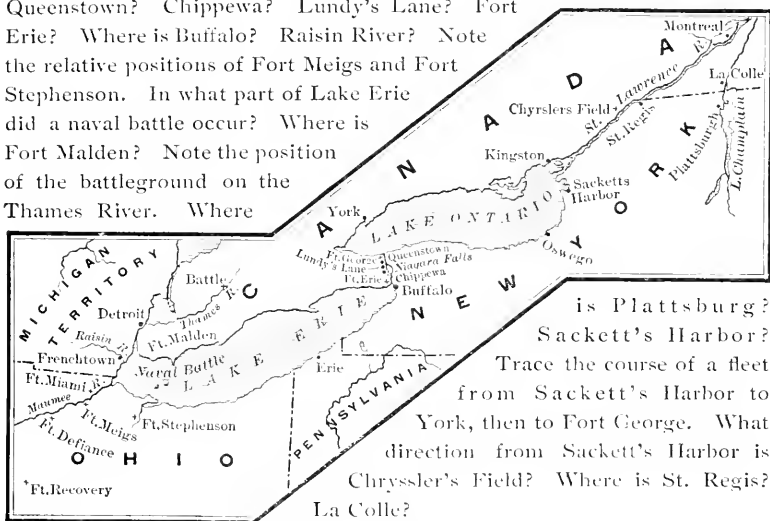 Queenstown? Chippewa? Lundy's Lane? Fort
Erie? Where is Buffalo? Raisin River? Note
the relative positions of Fort Meigs and Fort
Stephenson. In what part of Lake Erie
did a naval battle occur? Where is
Fort Malden? Note the position
of the battleground on the
Thames River. Where
Montreal
La Colle
CANADA
St. Lawrence R.
Chyrslers Field
St. Regis
Plattsburgh
L. Champlain
Kingston
Sacketts
Harbor
York
LAKE ONTARIO
Oswego
NEW YORK
Ft. George
Queenstown
Lundy's Lane
Niagara Falls
Ft. Erie
Chippewa
Buffalo
MICHIGAN
TERRITORY
Battle
Thames R.
Detroit
Ft. Malden
Raisin R.
Frenchtown
Naval Battle
LAKE ERIE
Erie
Ft. Miami
Maumee R.
Ft. Meigs
Ft. Stephenson
Ft. Defiance
PENNSYLVANIA
OHIO
Ft. Recovery
is Plattsburg?
Sackett's Harbor?
Trace the course of a fleet
from Sackett's Harbor to
York, then to Fort George. What
direction from Sackett's Harbor is
Chryssler's Field? Where is St. Regis?
La Colle?